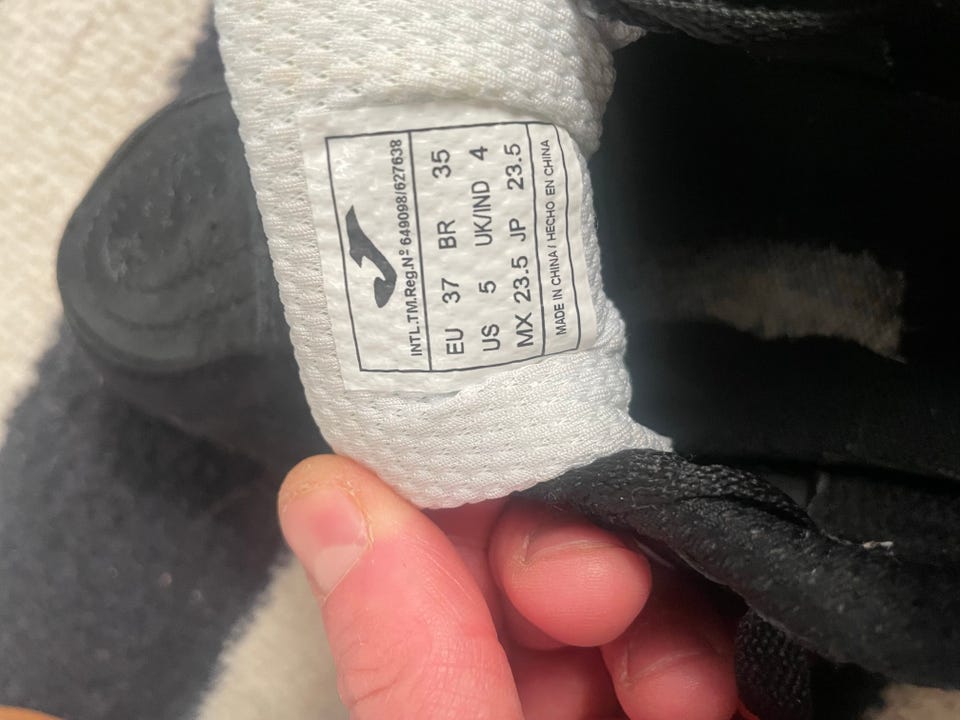 INTL.TM.Reg.Nº 649098/627638
EU 37 BR 35
US 5 UK/IND 4
MX 23.5 JP 23.5
MADE IN CHINA / HECHO EN CHINA